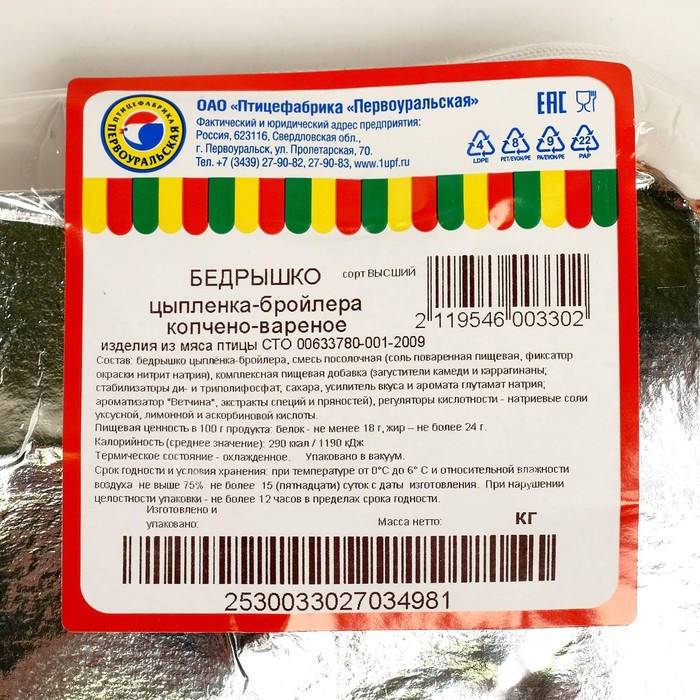 ПТИЦЕФАБРИКА
ПЕРВОУРАЛЬСКАЯ
ОАО «Птицефабрика «Первоуральская»
Фактический и юридический адрес предприятия:
Россия, 623116, Свердловская обл.,
г. Первоуральск, ул. Пролетарская, 70.
Тел. +7 (3439) 27-90-82, 27-90-83, www.1upf.ru
ЕАС
4 8 9 22
LDPE PET/EVOH/PE PA/EVOH/PE PAP
БЕДРЫШКО сорт ВЫСШИЙ
цыпленка-бройлера
копчено-вареное
2 119546 003302
изделия из мяса птицы СТО 00633780-001-2009
Состав: бедрышко цыплёнка-бройлера, смесь посолочная (соль поваренная пищевая, фиксатор
окраски нитрит натрия), комплексная пищевая добавка (загустители камеди и каррагинаны;
стабилизаторы ди- и триполифосфат; сахара, усилитель вкуса и аромата глутамат натрия;
ароматизатор "Ветчина", экстракты специй и пряностей), регуляторы кислотности - натриевые соли
уксусной, лимонной и аскорбиновой кислоты.
Пищевая ценность в 100 г продукта: белок - не менее 18 г, жир – не более 24 г.
Калорийность (среднее значение): 290 ккал / 1190 кДж
Термическое состояние - охлажденное. Упаковано в вакуум.
Срок годности и условия хранения: при температуре от 0°С до 6° С и относительной влажности
воздуха не выше 75% не более 15 (пятнадцати) суток с даты изготовления. При нарушении
целостности упаковки - не более 12 часов в пределах срока годности.
Изготовлено и
упаковано: Масса нетто: кг
2530033027034981